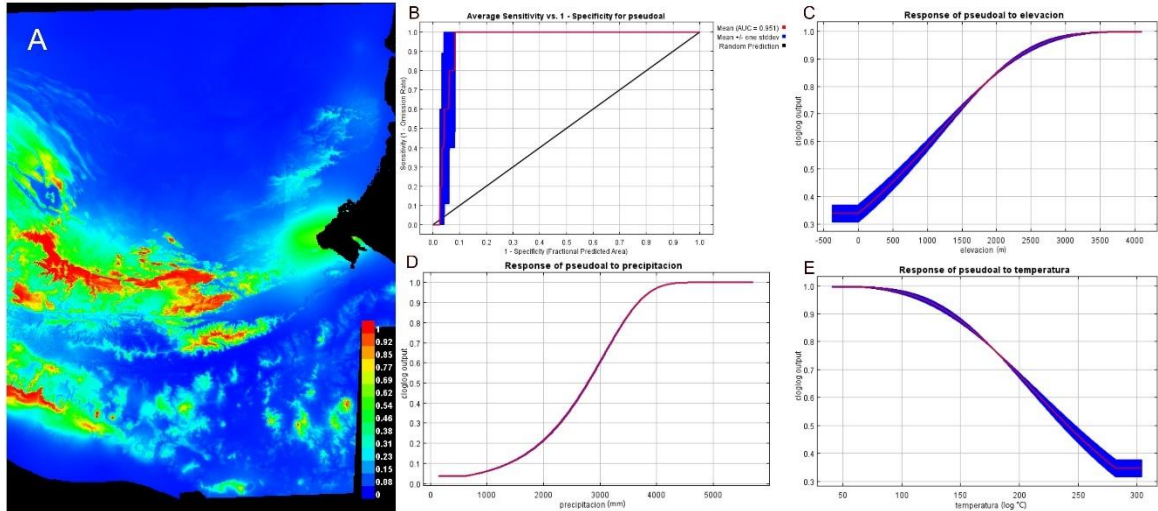 A
1
0.92
0.85
0.77
0.69
0.62
0.54
0.46
0.38
0.31
0.23
0.15
0.08
0
B
Average Sensitivity vs. 1 - Specificity for pseudoal
Mean (AUC = 0.951)
Mean +/- one stddev
Random Prediction
Sensitivity (1 - Omission Rate)
1.0
0.9
0.8
0.7
0.6
0.5
0.4
0.3
0.2
0.1
0.0
0.0 0.1 0.2 0.3 0.4 0.5 0.6 0.7 0.8 0.9 1.0
1 - Specificity (Fractional Predicted Area)
C
Response of pseudoal to elevacion
cloglog output
1.0
0.9
0.8
0.7
0.6
0.5
0.4
0.3
-500 0 500 1000 1500 2000 2500 3000 3500 4000
elevacion (m)
D
Response of pseudoal to precipitacion
cloglog output
1.0
0.9
0.8
0.7
0.6
0.5
0.4
0.3
0.2
0.1
0.0
0 1000 2000 3000 4000 5000
precipitacion (mm)
E
Response of pseudoal to temperatura
cloglog output
1.0
0.9
0.8
0.7
0.6
0.5
0.4
0.3
50 100 150 200 250 300
temperatura (log °C)